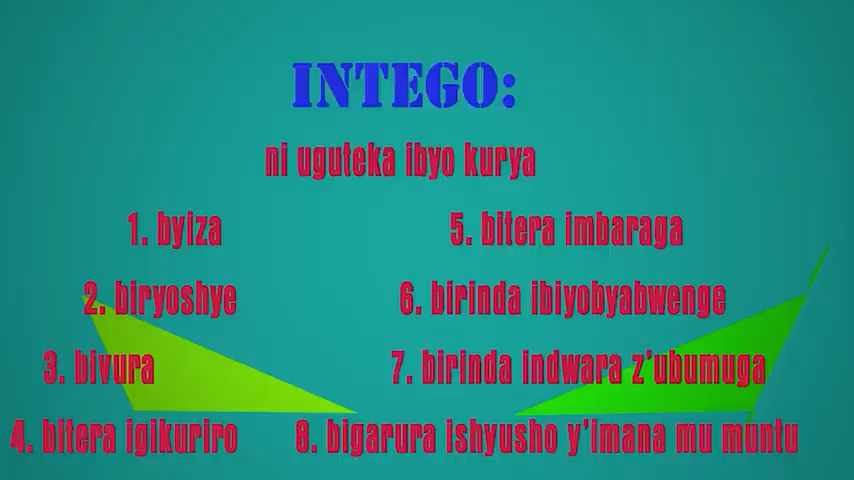 INTEGO:
ni uguteka ibyo kurya
1. byiza
2. biryoshye
3. bivura
4. bitera igikuriro
5. bitera imbaraga
6. birinda ibiyobyabwenge
7. birinda indwara z'ubumuga
8. bigarura ishyusho y'imana mu muntu